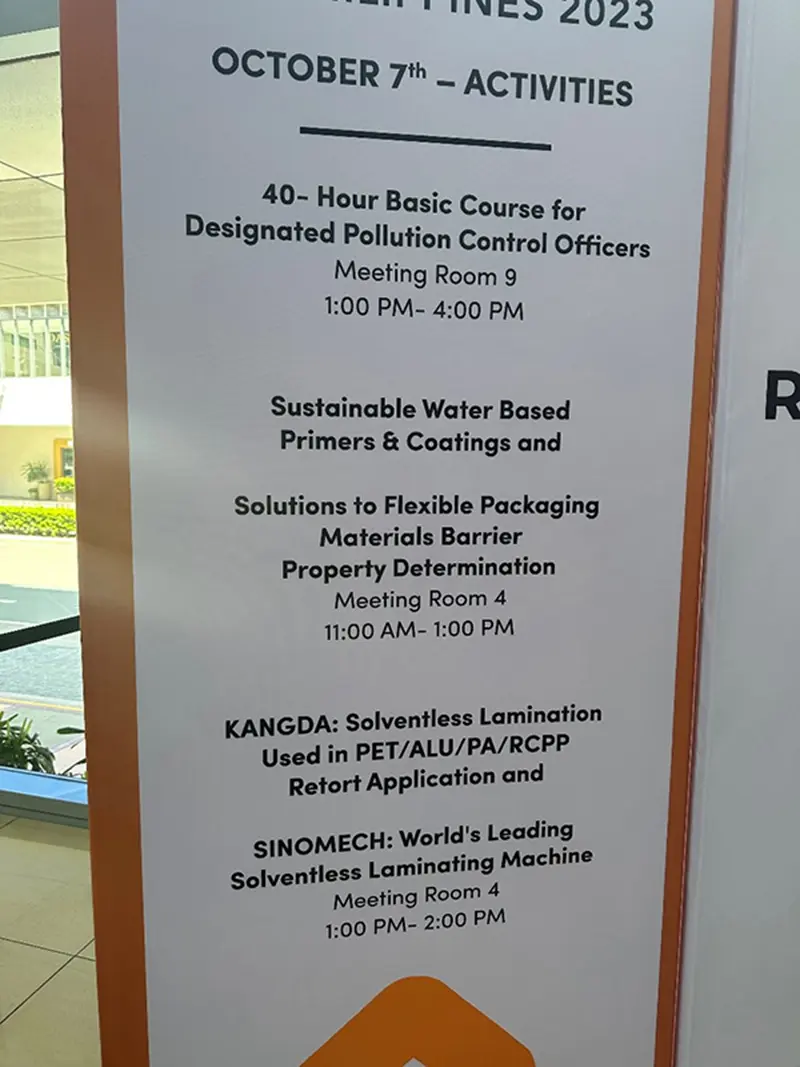 2023
OCTOBER 7th – ACTIVITIES
40- Hour Basic Course for
Designated Pollution Control Officers
Meeting Room 9
1:00 PM- 4:00 PM
Sustainable Water Based
Primers & Coatings and
Solutions to Flexible Packaging
Materials Barrier
Property Determination
Meeting Room 4
11:00 AM- 1:00 PM
KANGDA: Solventless Lamination
Used in PET/ALU/PA/RCPP
Retort Application and
SINOMECH: World's Leading
Solventless Laminating Machine
Meeting Room 4
1:00 PM- 2:00 PM